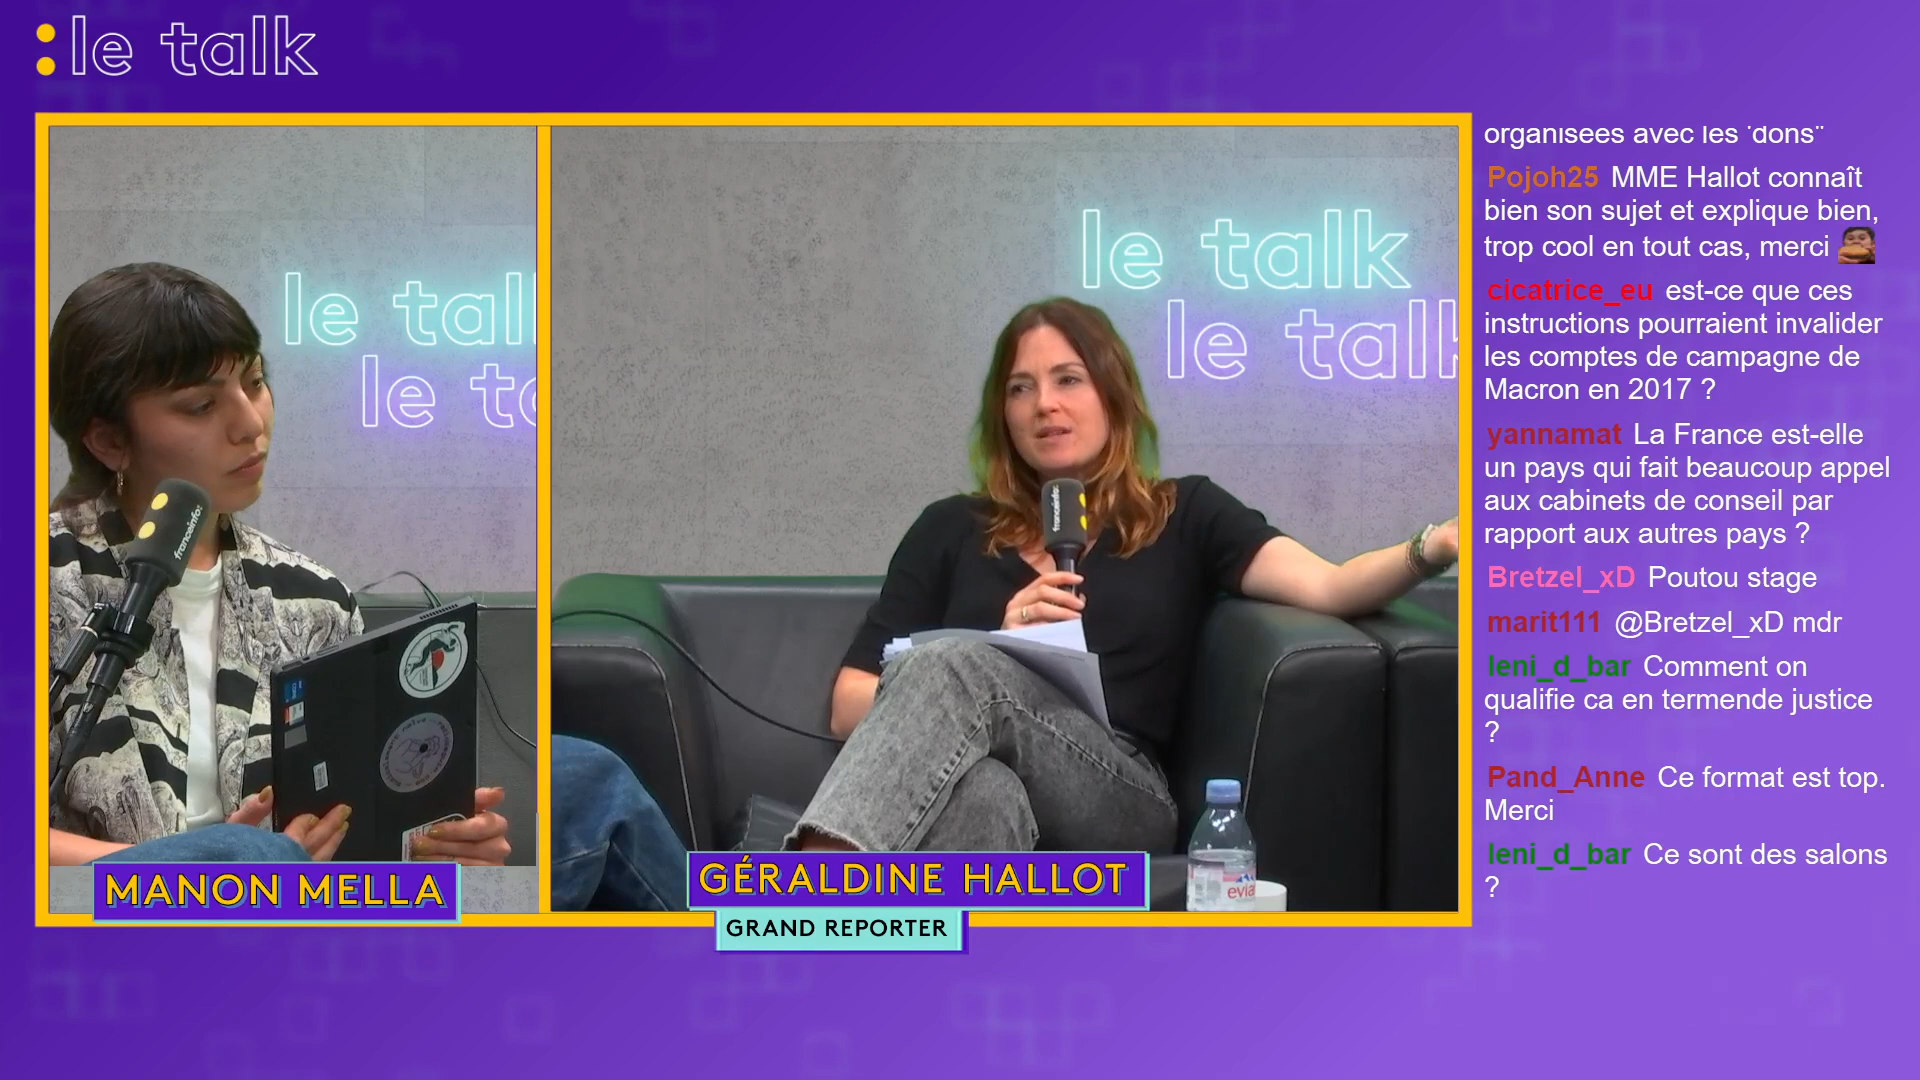 :le talk
le talk
le talk
le tal
le t
franceinfo:
franceinfo:
evia
MANON MELLA
GÉRALDINE HALLOT
GRAND REPORTER
organisées avec les "dons"
Pojoh25 MME Hallot connaît
bien son sujet et explique bien,
trop cool en tout cas, merci
cicatrice_eu est-ce que ces
instructions pourraient invalider
les comptes de campagne de
Macron en 2017 ?
yannamat La France est-elle
un pays qui fait beaucoup appel
aux cabinets de conseil par
rapport aux autres pays ?
Bretzel_xD Poutou stage
marit111 @Bretzel_xD mdr
leni_d_bar Comment on
qualifie ca en termende justice
?
Pand_Anne Ce format est top.
Merci
leni_d_bar Ce sont des salons
?